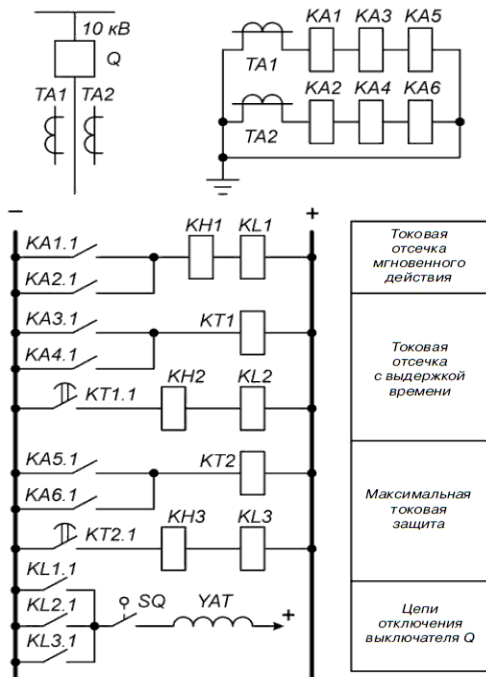 10 кВ
Q
TA1 TA2
KA1 KA3 KA5
TA1
KA2 KA4 KA6
TA2
− +
KA1.1 KH1 KL1
KA2.1
Токовая
отсечка
мгновенного
действия
KA3.1 KT1
KA4.1
KT1.1 KH2 KL2
Токовая
отсечка
с выдержкой
времени
KA5.1 KT2
KA6.1
KT2.1 KH3 KL3
Максимальная
токовая
защита
KL1.1
KL2.1 SQ YAT +
KL3.1
Цепи
отключения
выключателя Q